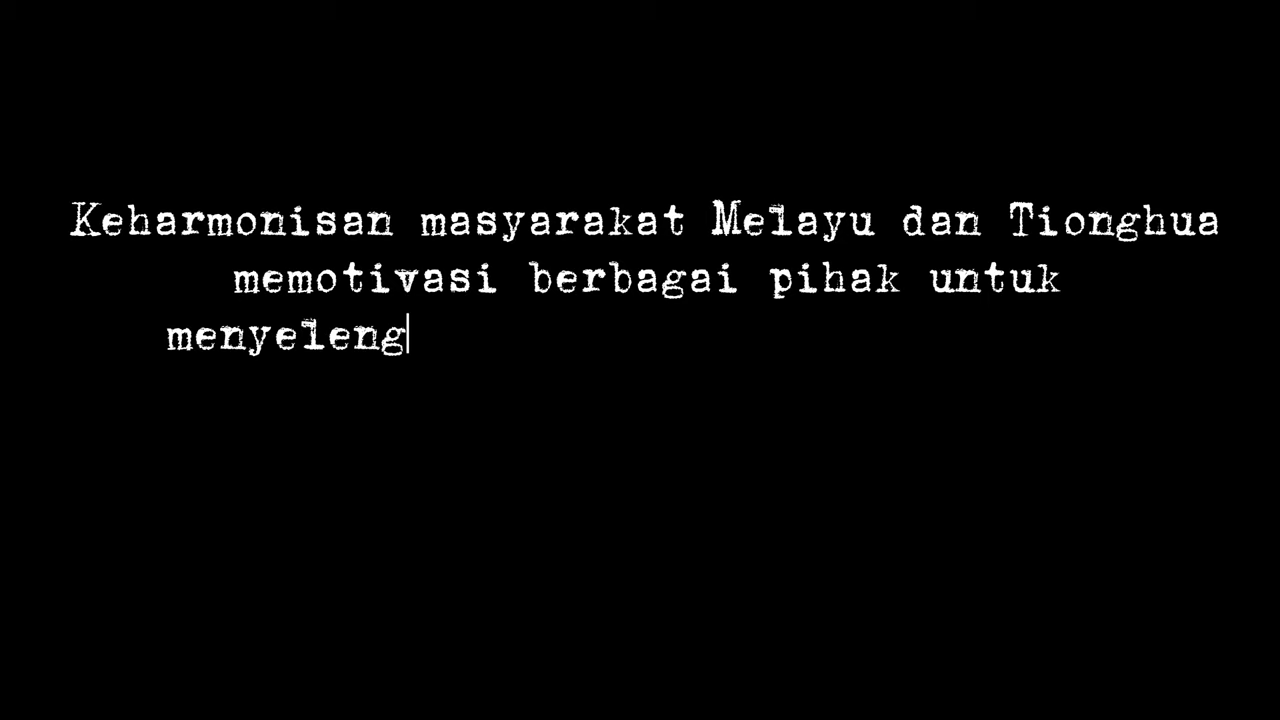 Keharmonisan masyarakat Melayu dan Tionghua
memotivasi berbagai pihak untuk
menyeleng